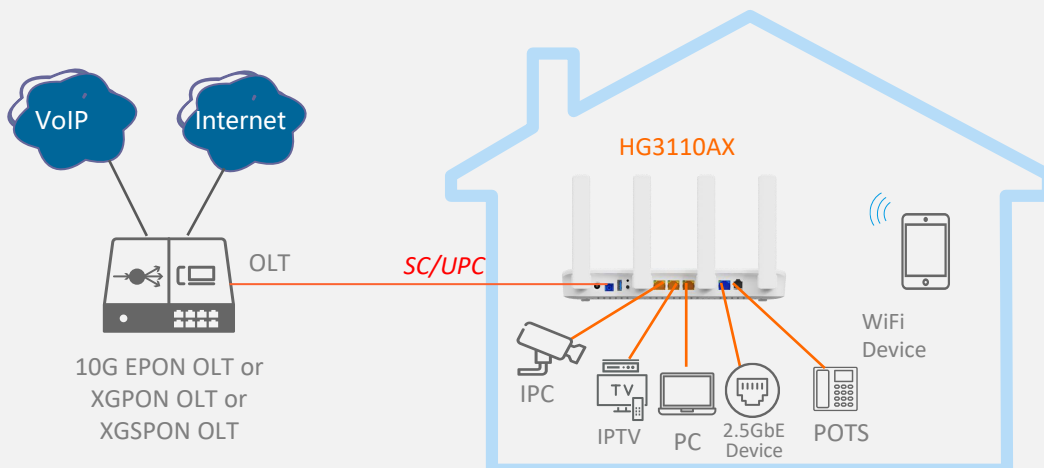 VoIP
Internet
HG3110AX
OLT
SC/UPC
10G EPON OLT or
XGPON OLT or
XGSPON OLT
WiFi
Device
IPC
TV
IPTV
PC
2.5GbE
Device
POTS